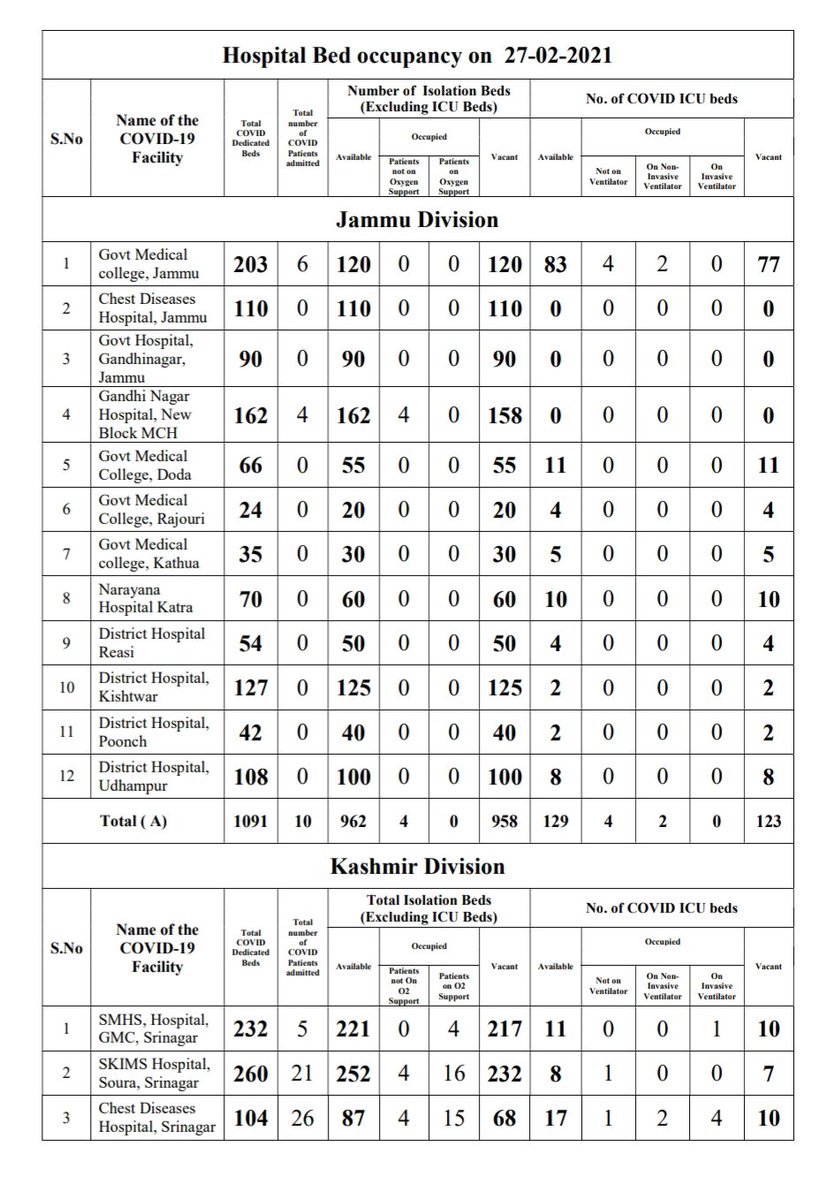 Hospital Bed occupancy on 27-02-2021
S.No
Name of the
COVID-19
Facility
Total
COVID
Dedicated
Beds
Total
number
of
COVID
Patients
admitted
Number of Isolation Beds
(Excluding ICU Beds)
No. of COVID ICU beds
Available
Occupied
Vacant
Available
Occupied
Vacant
Patients
not on
Oxygen
Support
Patients
on
Oxygen
Support
Not on
Ventilator
On Non-
Invasive
Ventilator
On
Invasive
Ventilator
Jammu Division
1 Govt Medical college, Jammu 203 6 120 0 0 120 83 4 2 0 77
2 Chest Diseases Hospital, Jammu 110 0 110 0 0 110 0 0 0 0 0
3 Govt Hospital, Gandhinagar, Jammu 90 0 90 0 0 90 0 0 0 0 0
4 Gandhi Nagar Hospital, New Block MCH 162 4 162 4 0 158 0 0 0 0 0
5 Govt Medical College, Doda 66 0 55 0 0 55 11 0 0 0 11
6 Govt Medical College, Rajouri 24 0 20 0 0 20 4 0 0 0 4
7 Govt Medical college, Kathua 35 0 30 0 0 30 5 0 0 0 5
8 Narayana Hospital Katra 70 0 60 0 0 60 10 0 0 0 10
9 District Hospital Reasi 54 0 50 0 0 50 4 0 0 0 4
10 District Hospital, Kishtwar 127 0 125 0 0 125 2 0 0 0 2
11 District Hospital, Poonch 42 0 40 0 0 40 2 0 0 0 2
12 District Hospital, Udhampur 108 0 100 0 0 100 8 0 0 0 8
Total ( A) 1091 10 962 4 0 958 129 4 2 0 123
Kashmir Division
S.No
Name of the
COVID-19
Facility
Total
COVID
Dedicated
Beds
Total
number
of
COVID
Patients
admitted
Total Isolation Beds
(Excluding ICU Beds)
No. of COVID ICU beds
Available
Occupied
Vacant
Available
Occupied
Vacant
Patients
not On
O2
Support
Patients
on O2
Support
Not on
Ventilator
On Non-
Invasive
Ventilator
On
Invasive
Ventilator
1 SMHS, Hospital, GMC, Srinagar 232 5 221 0 4 217 11 0 0 1 10
2 SKIMS Hospital, Soura, Srinagar 260 21 252 4 16 232 8 1 0 0 7
3 Chest Diseases Hospital, Srinagar 104 26 87 4 15 68 17 1 2 4 10